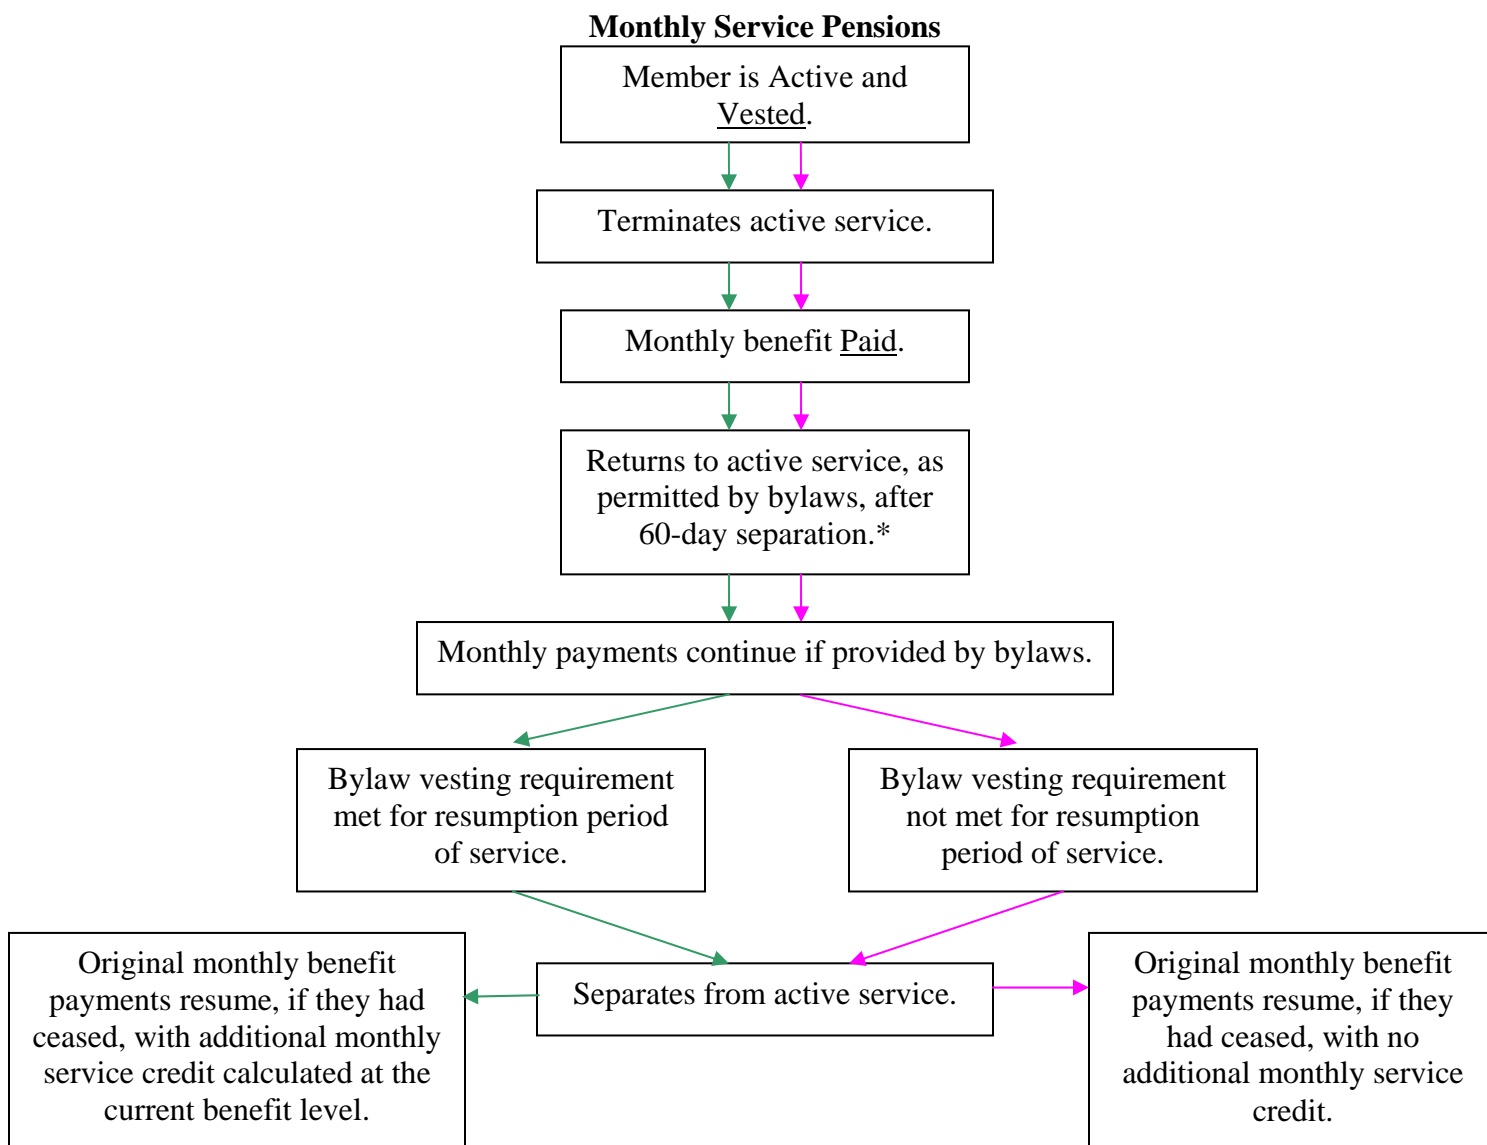 Monthly Service Pensions
Member is Active and
Vested.
Terminates active service.
Monthly benefit Paid.
Returns to active service, as
permitted by bylaws, after
60-day separation.*
Monthly payments continue if provided by bylaws.
Bylaw vesting requirement
met for resumption period
of service.
Bylaw vesting requirement
not met for resumption
period of service.
Original monthly benefit
payments resume, if they had
ceased, with additional monthly
service credit calculated at the
current benefit level.
Separates from active service.
Original monthly benefit
payments resume, if they
had ceased, with no
additional monthly service
credit.